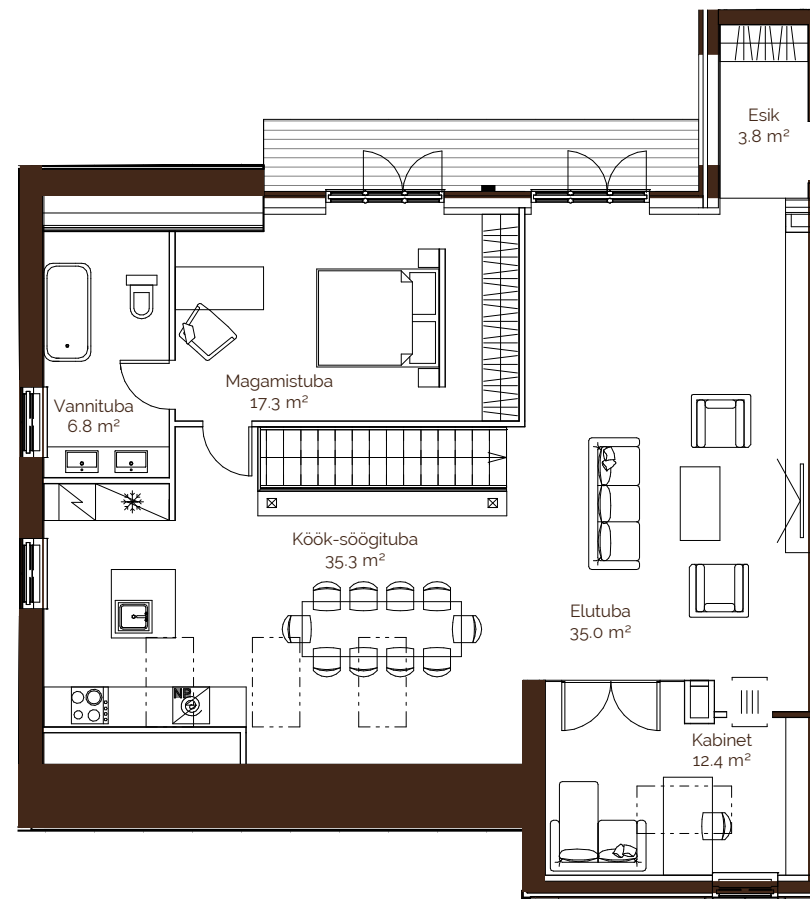 Esik
3.8 m²
Magamistuba
17.3 m²
Vannituba
6.8 m²
Köök-söögituba
35.3 m²
Elutuba
35.0 m²
NP
Kabinet
12.4 m²